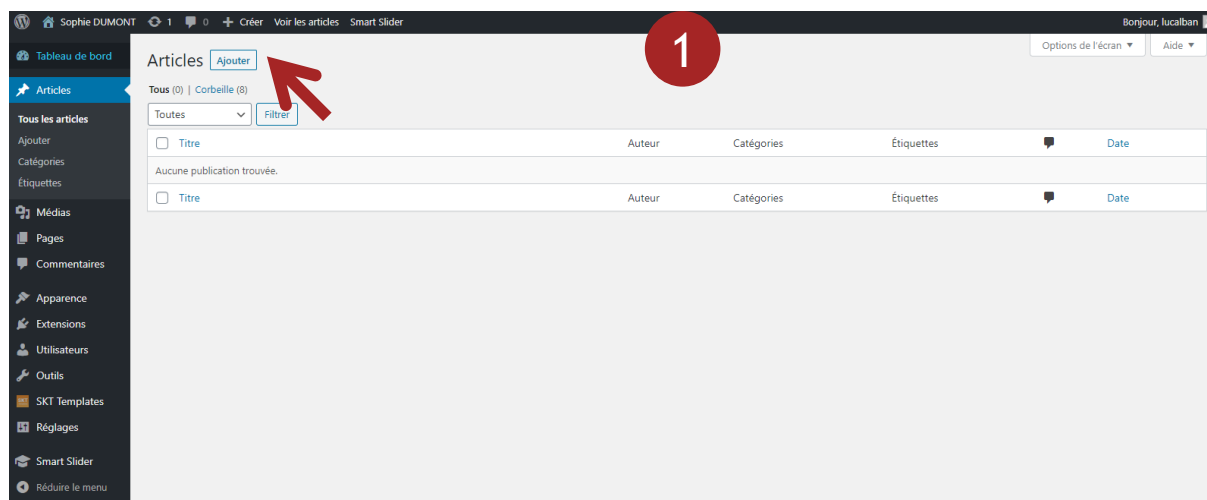 Sophie DUMONT 1 0 + Créer Voir les articles Smart Slider Bonjour, lucalban
Tableau de bord
Articles
Tous les articles
Ajouter
Catégories
Étiquettes
Médias
Pages
Commentaires
Apparence
Extensions
Utilisateurs
Outils
SKT Templates
Réglages
Smart Slider
Réduire le menu
1
Options de l'écran ▼ Aide ▼
Articles Ajouter
Tous (0) | Corbeille (8)
Toutes Filtrer
Titre Auteur Catégories Étiquettes Date
Aucune publication trouvée.
Titre Auteur Catégories Étiquettes Date